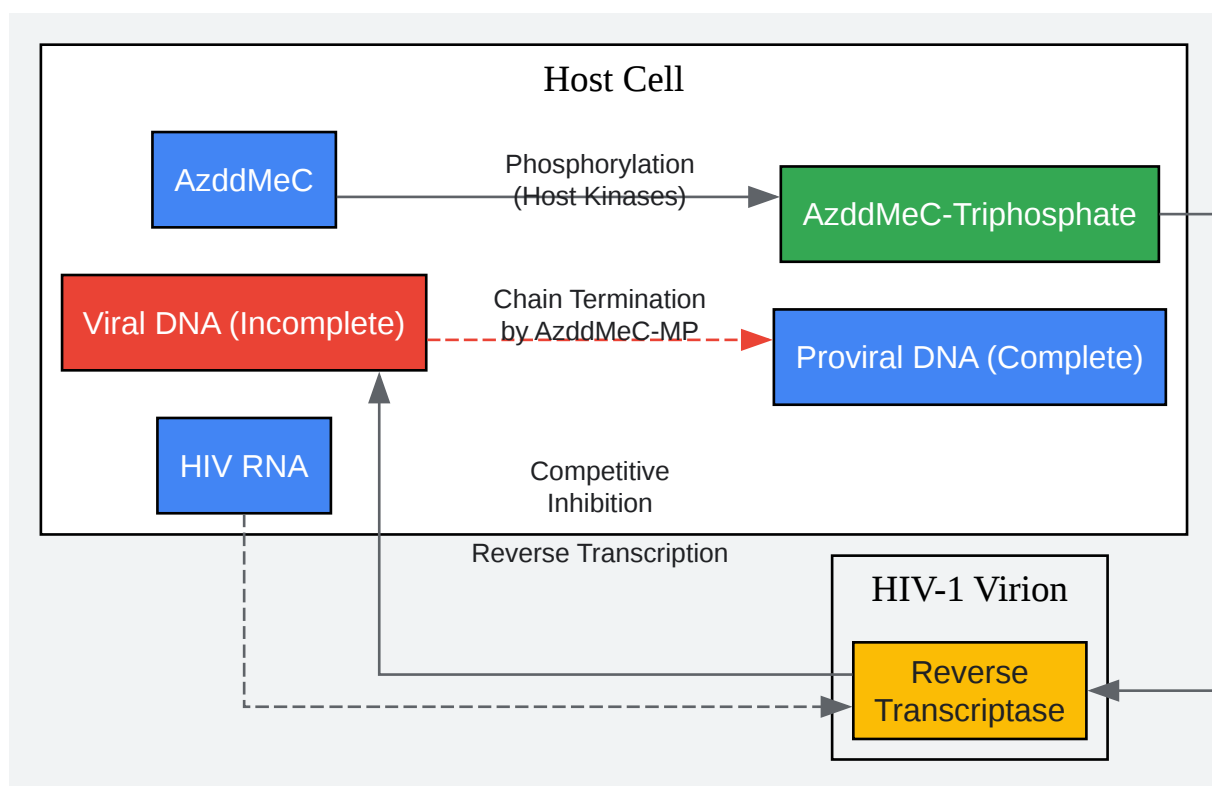 Host Cell
AzddMeC
Phosphorylation
(Host Kinases)
AzddMeC-Triphosphate
Viral DNA (Incomplete)
Chain Termination
by AzddMeC-MP
Proviral DNA (Complete)
HIV RNA
Competitive
Inhibition
Reverse Transcription
HIV-1 Virion
Reverse
Transcriptase